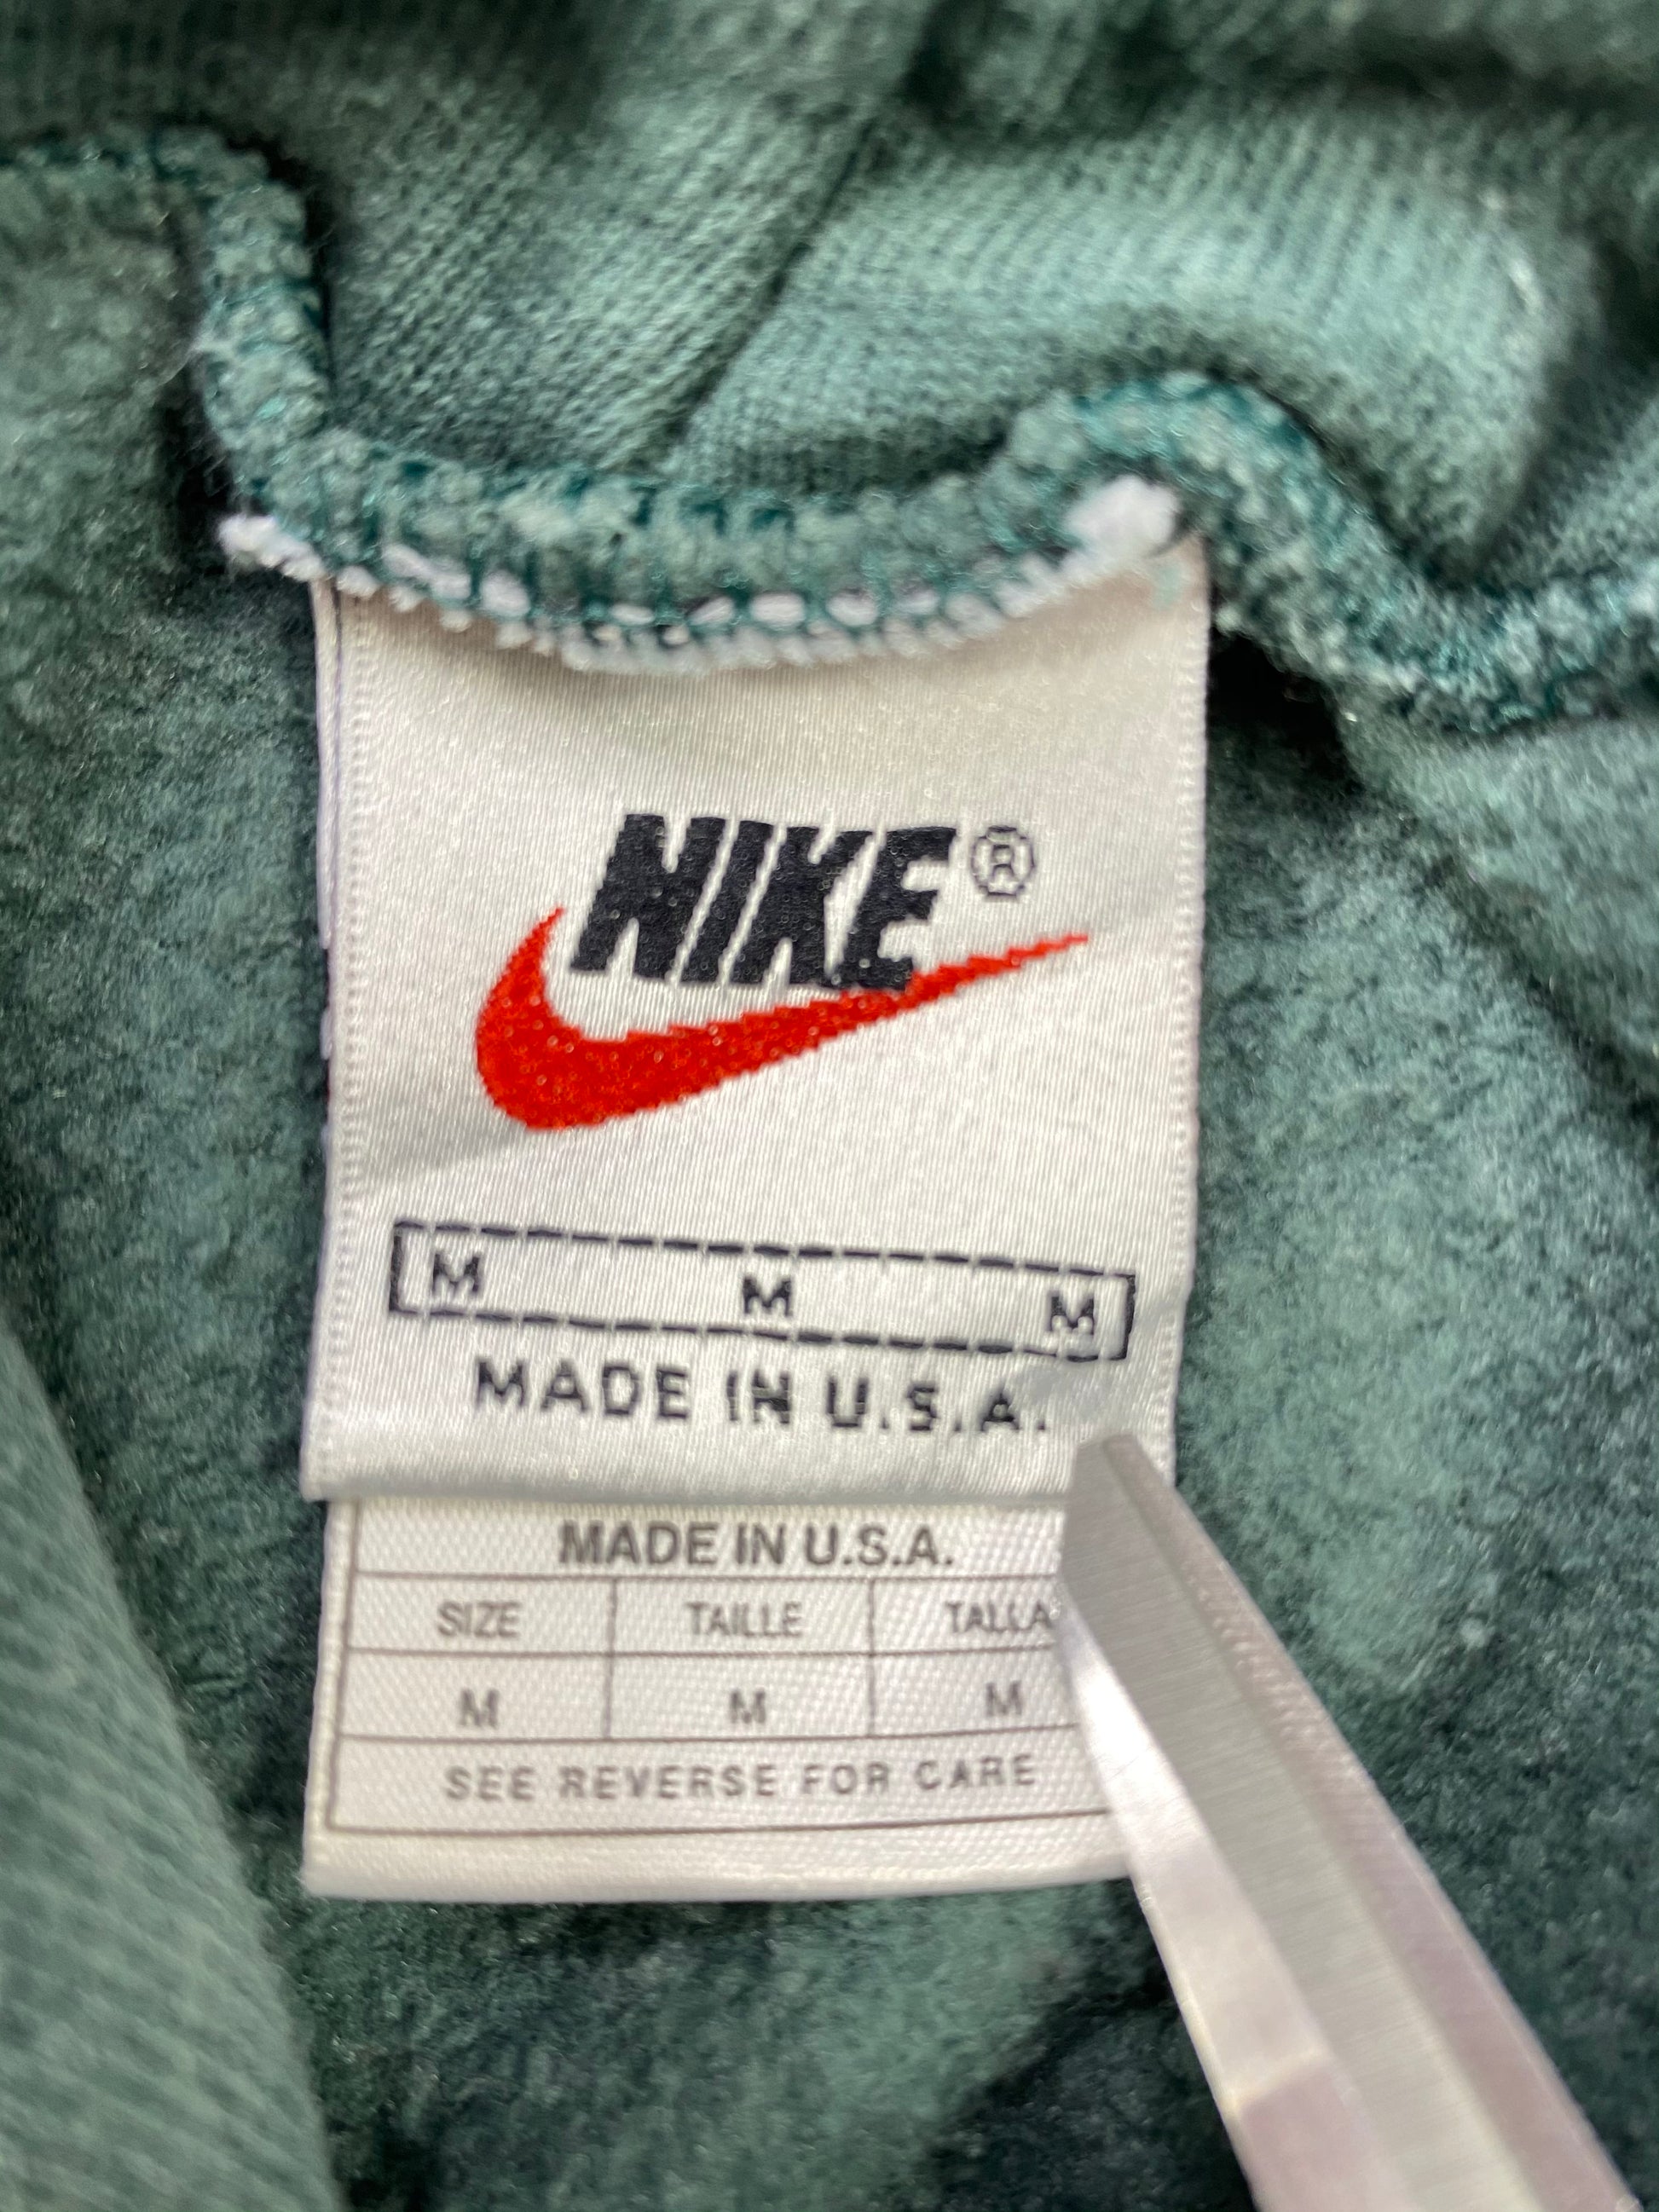 NIKE®
M M M
MADE IN U.S.A.
MADE IN U.S.A.
SIZE TAILLE TALLA
M M M
SEE REVERSE FOR CARE